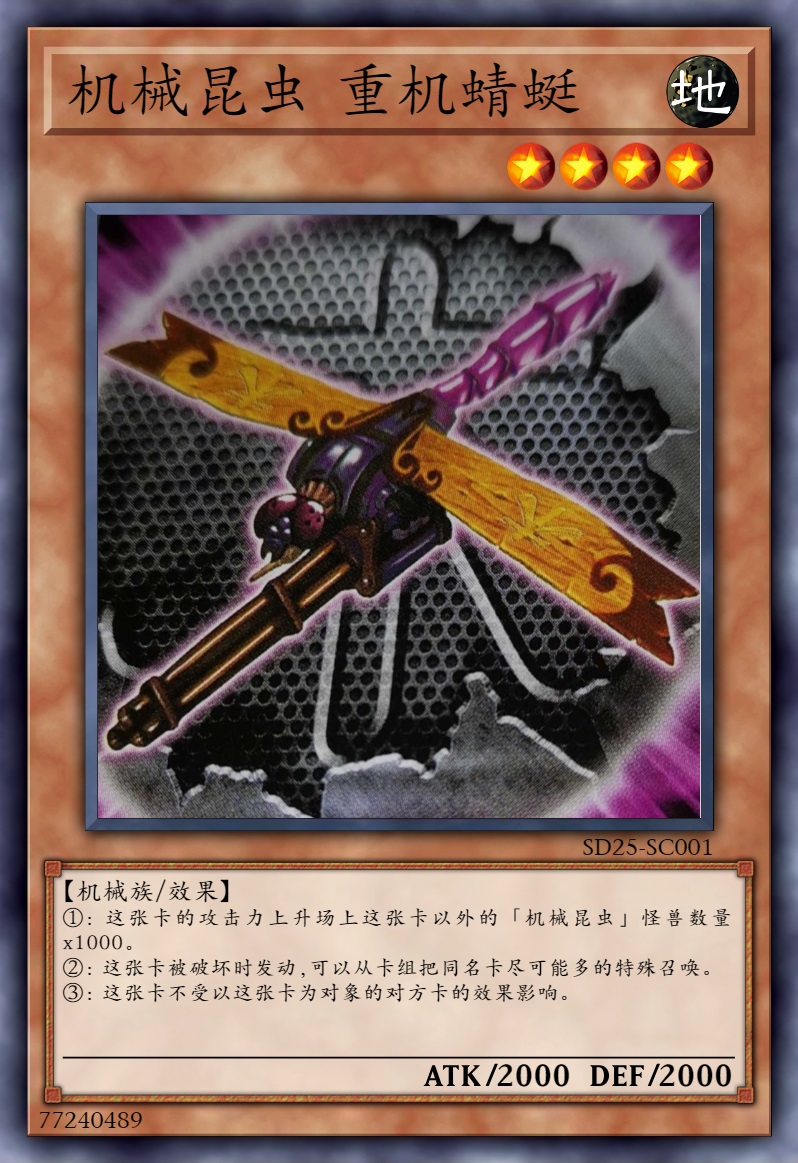 机械昆虫 重机蜻蜓
地
SD25-SC001
【机械族/效果】
①：这张卡的攻击力上升场上这张卡以外的「机械昆虫」怪兽数量
x1000。
②：这张卡被破坏时发动,可以从卡组把同名卡尽可能多的特殊召唤。
③：这张卡不受以这张卡为对象的对方卡的效果影响。
ATK/2000 DEF/2000
77240489